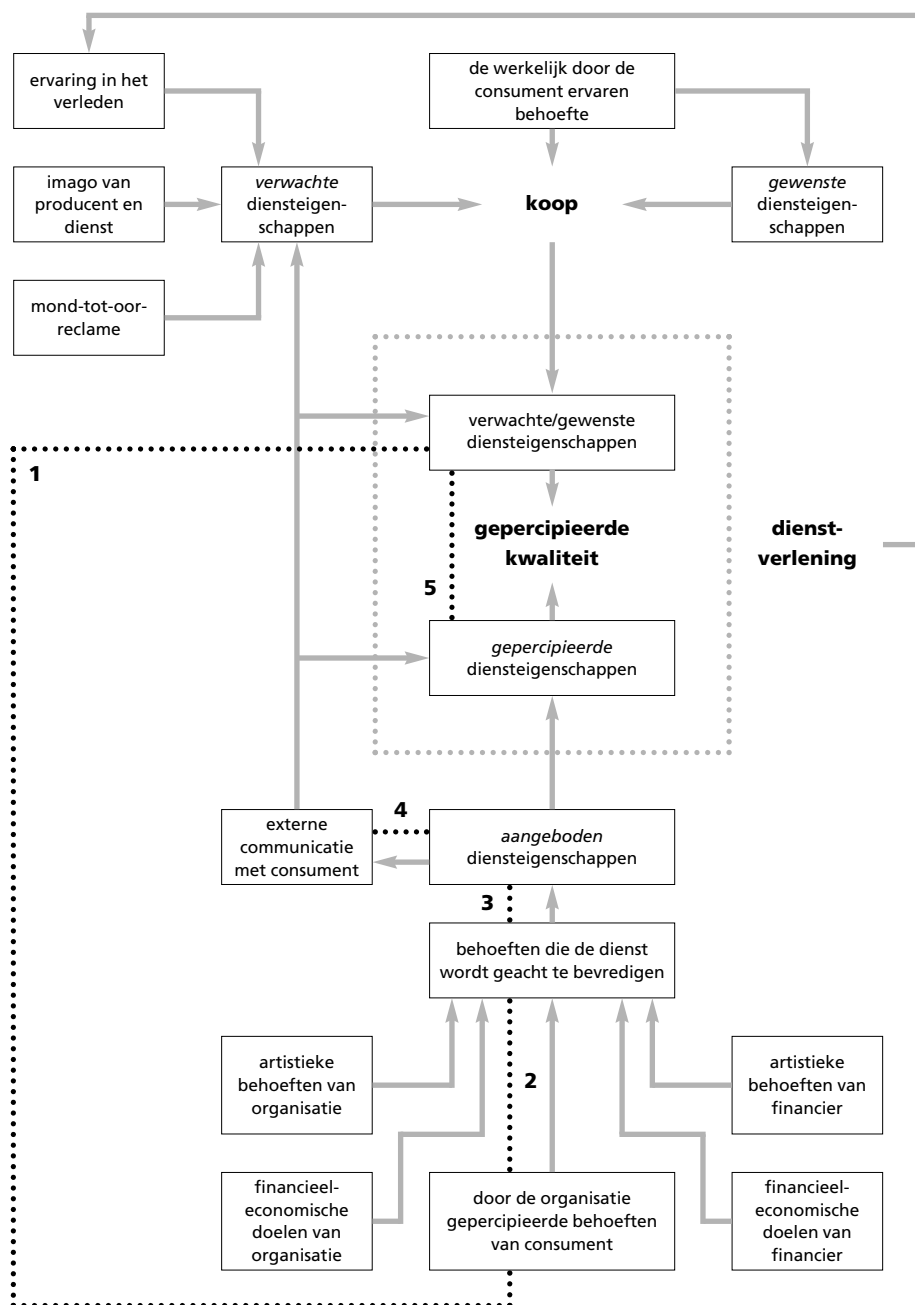 ervaring in het
verleden
de werkelijk door de
consument ervaren
behoefte
imago van
producent en
dienst
verwachte
diensteigen-
schappen
koop
gewenste
diensteigen-
schappen
mond-tot-oor-
reclame
verwachte/gewenste
diensteigenschappen
1
gepercipieerde
kwaliteit
dienst-
verlening
5
gepercipieerde
diensteigenschappen
externe
communicatie
met consument
4
aangeboden
diensteigenschappen
3
behoeften die de dienst
wordt geacht te bevredigen
artistieke
behoeften van
organisatie
2
artistieke
behoeften van
financier
financieel-
economische
doelen van
organisatie
door de organisatie
gepercipieerde behoeften
van consument
financieel-
economische
doelen van
financier